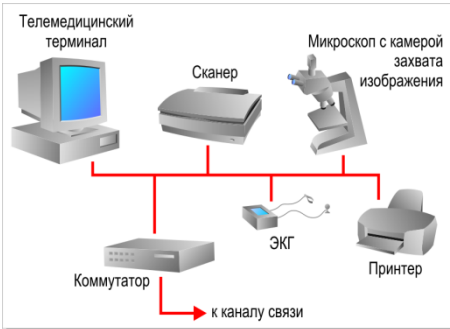 Телемедицинский
терминал
Сканер
Микроскоп с камерой
захвата
изображения
ЭКГ
Принтер
Коммутатор
к каналу связи